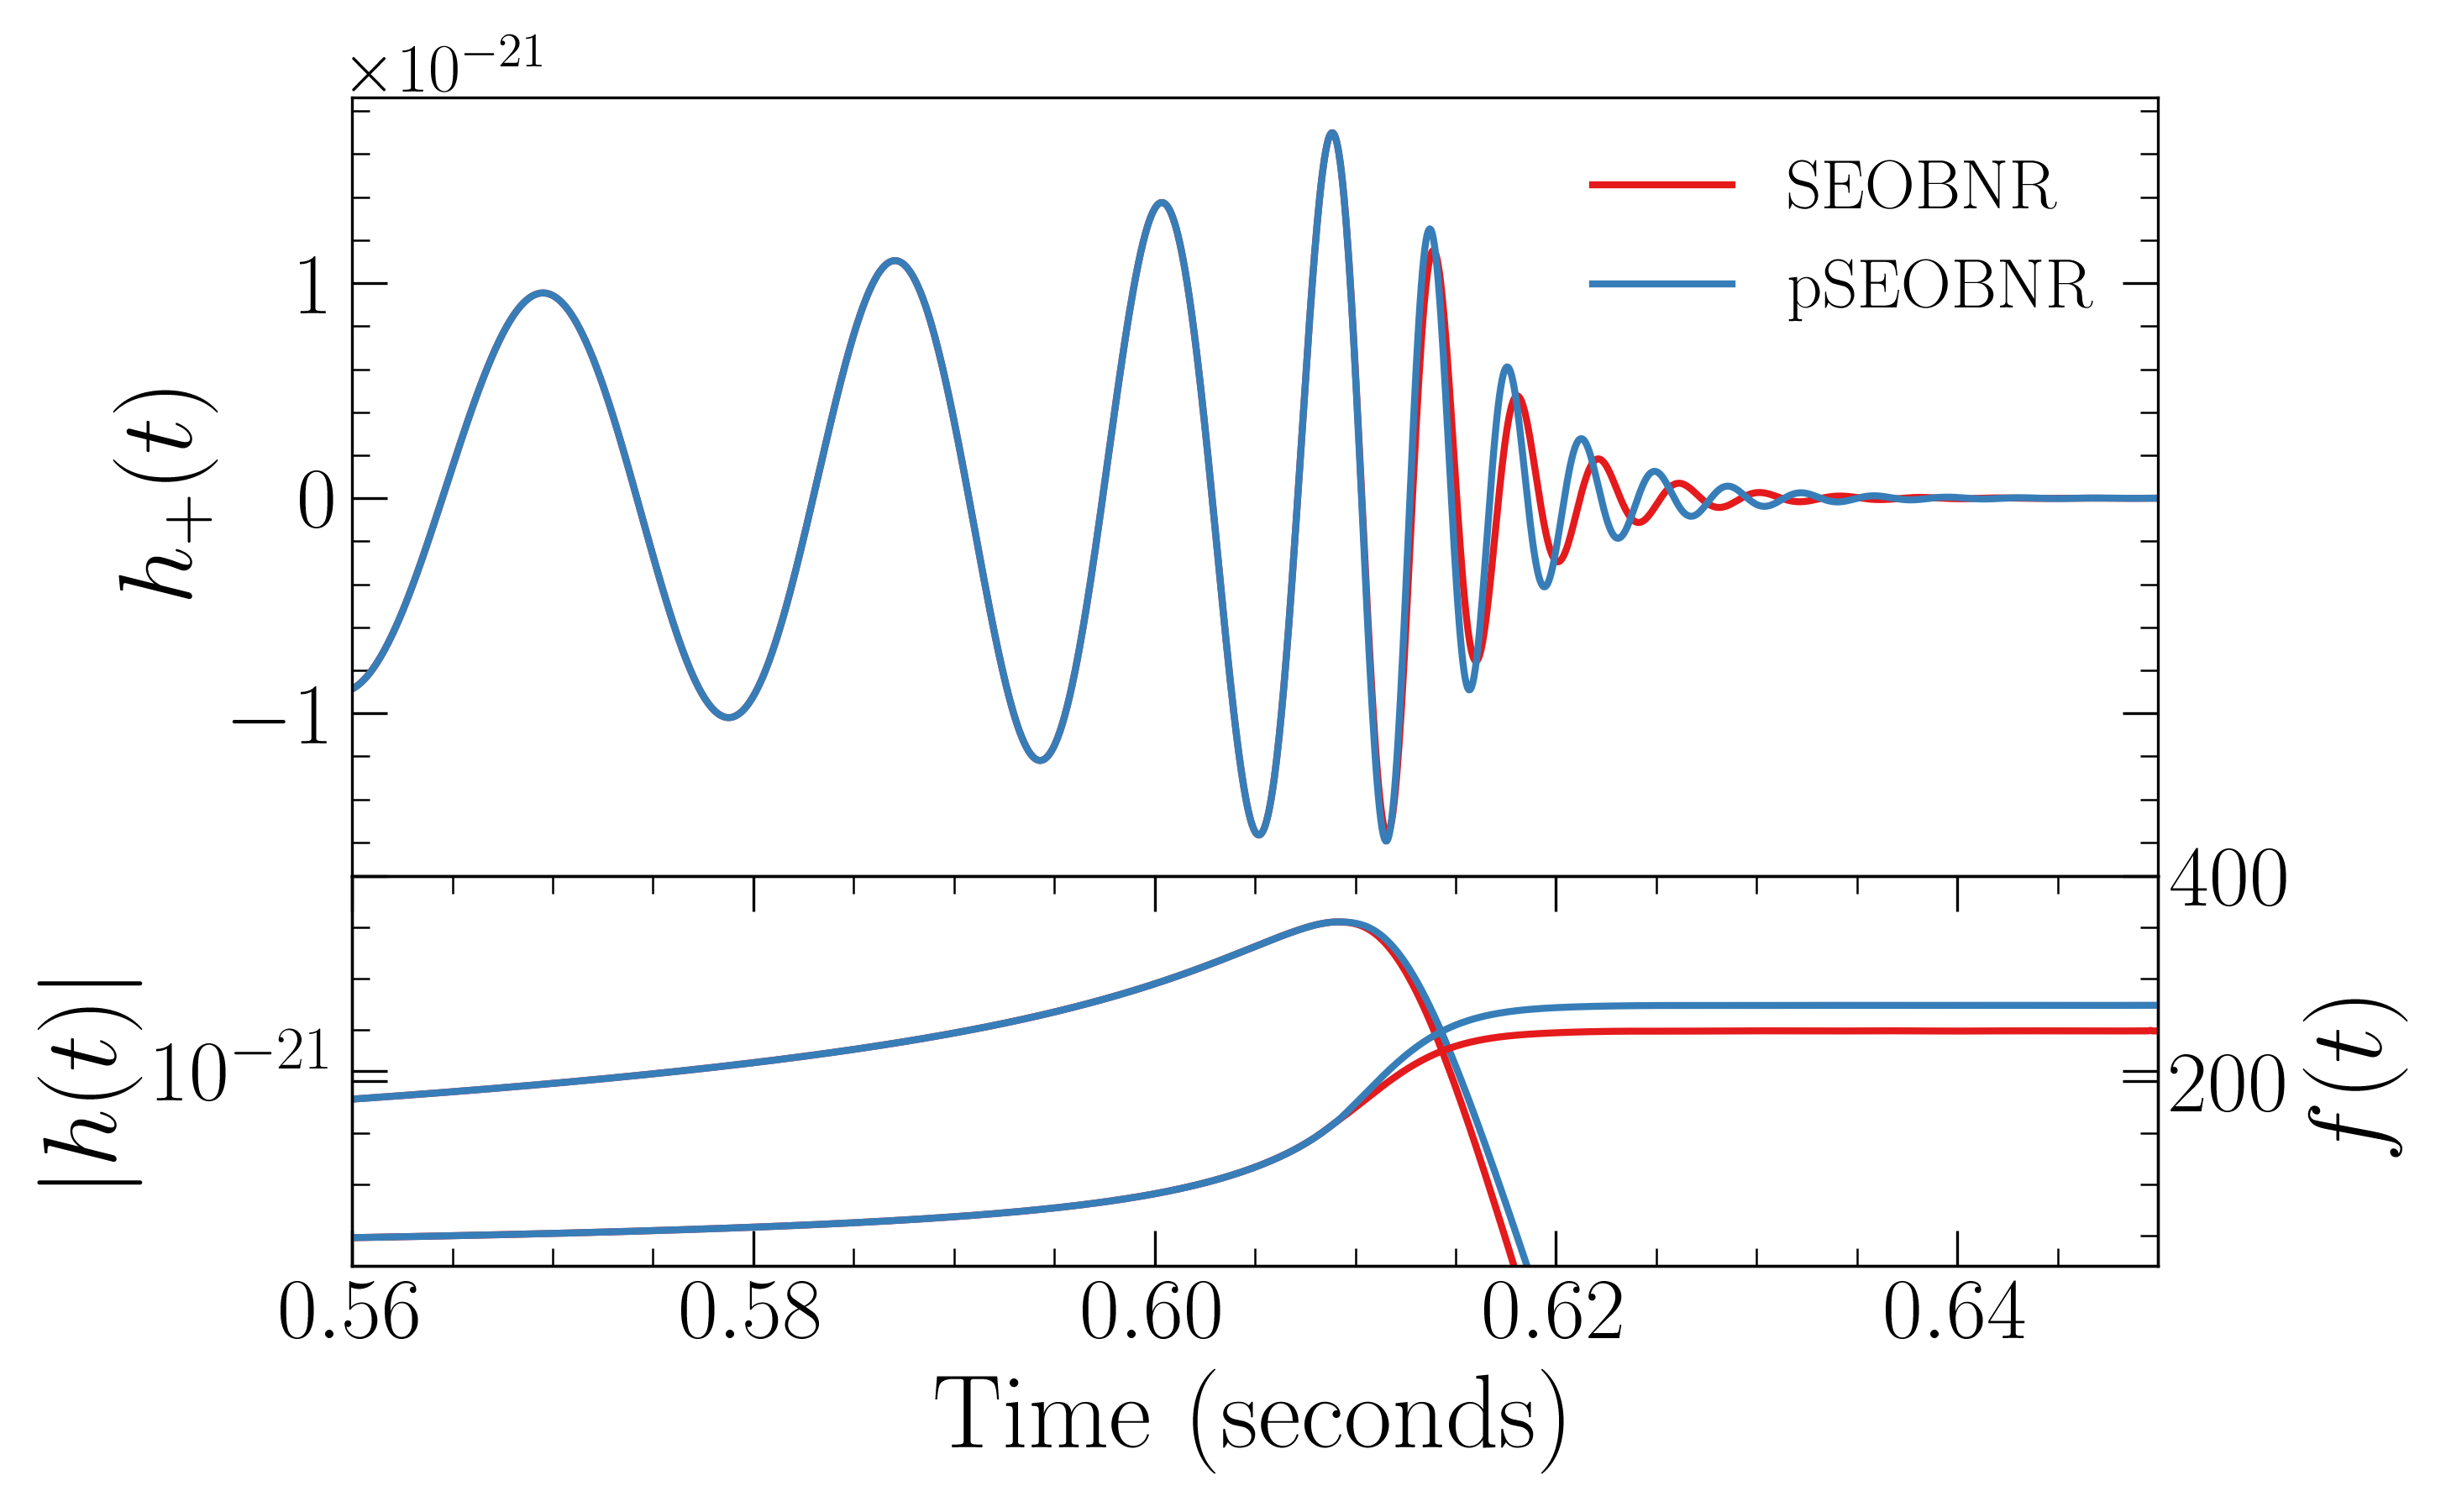 ×10⁻²¹
SEOBNR
pSEOBNR
1
0
−1
h₊(t)
400
200
10⁻²¹
|h(t)|
f(t)
0.56 0.58 0.60 0.62 0.64
Time (seconds)